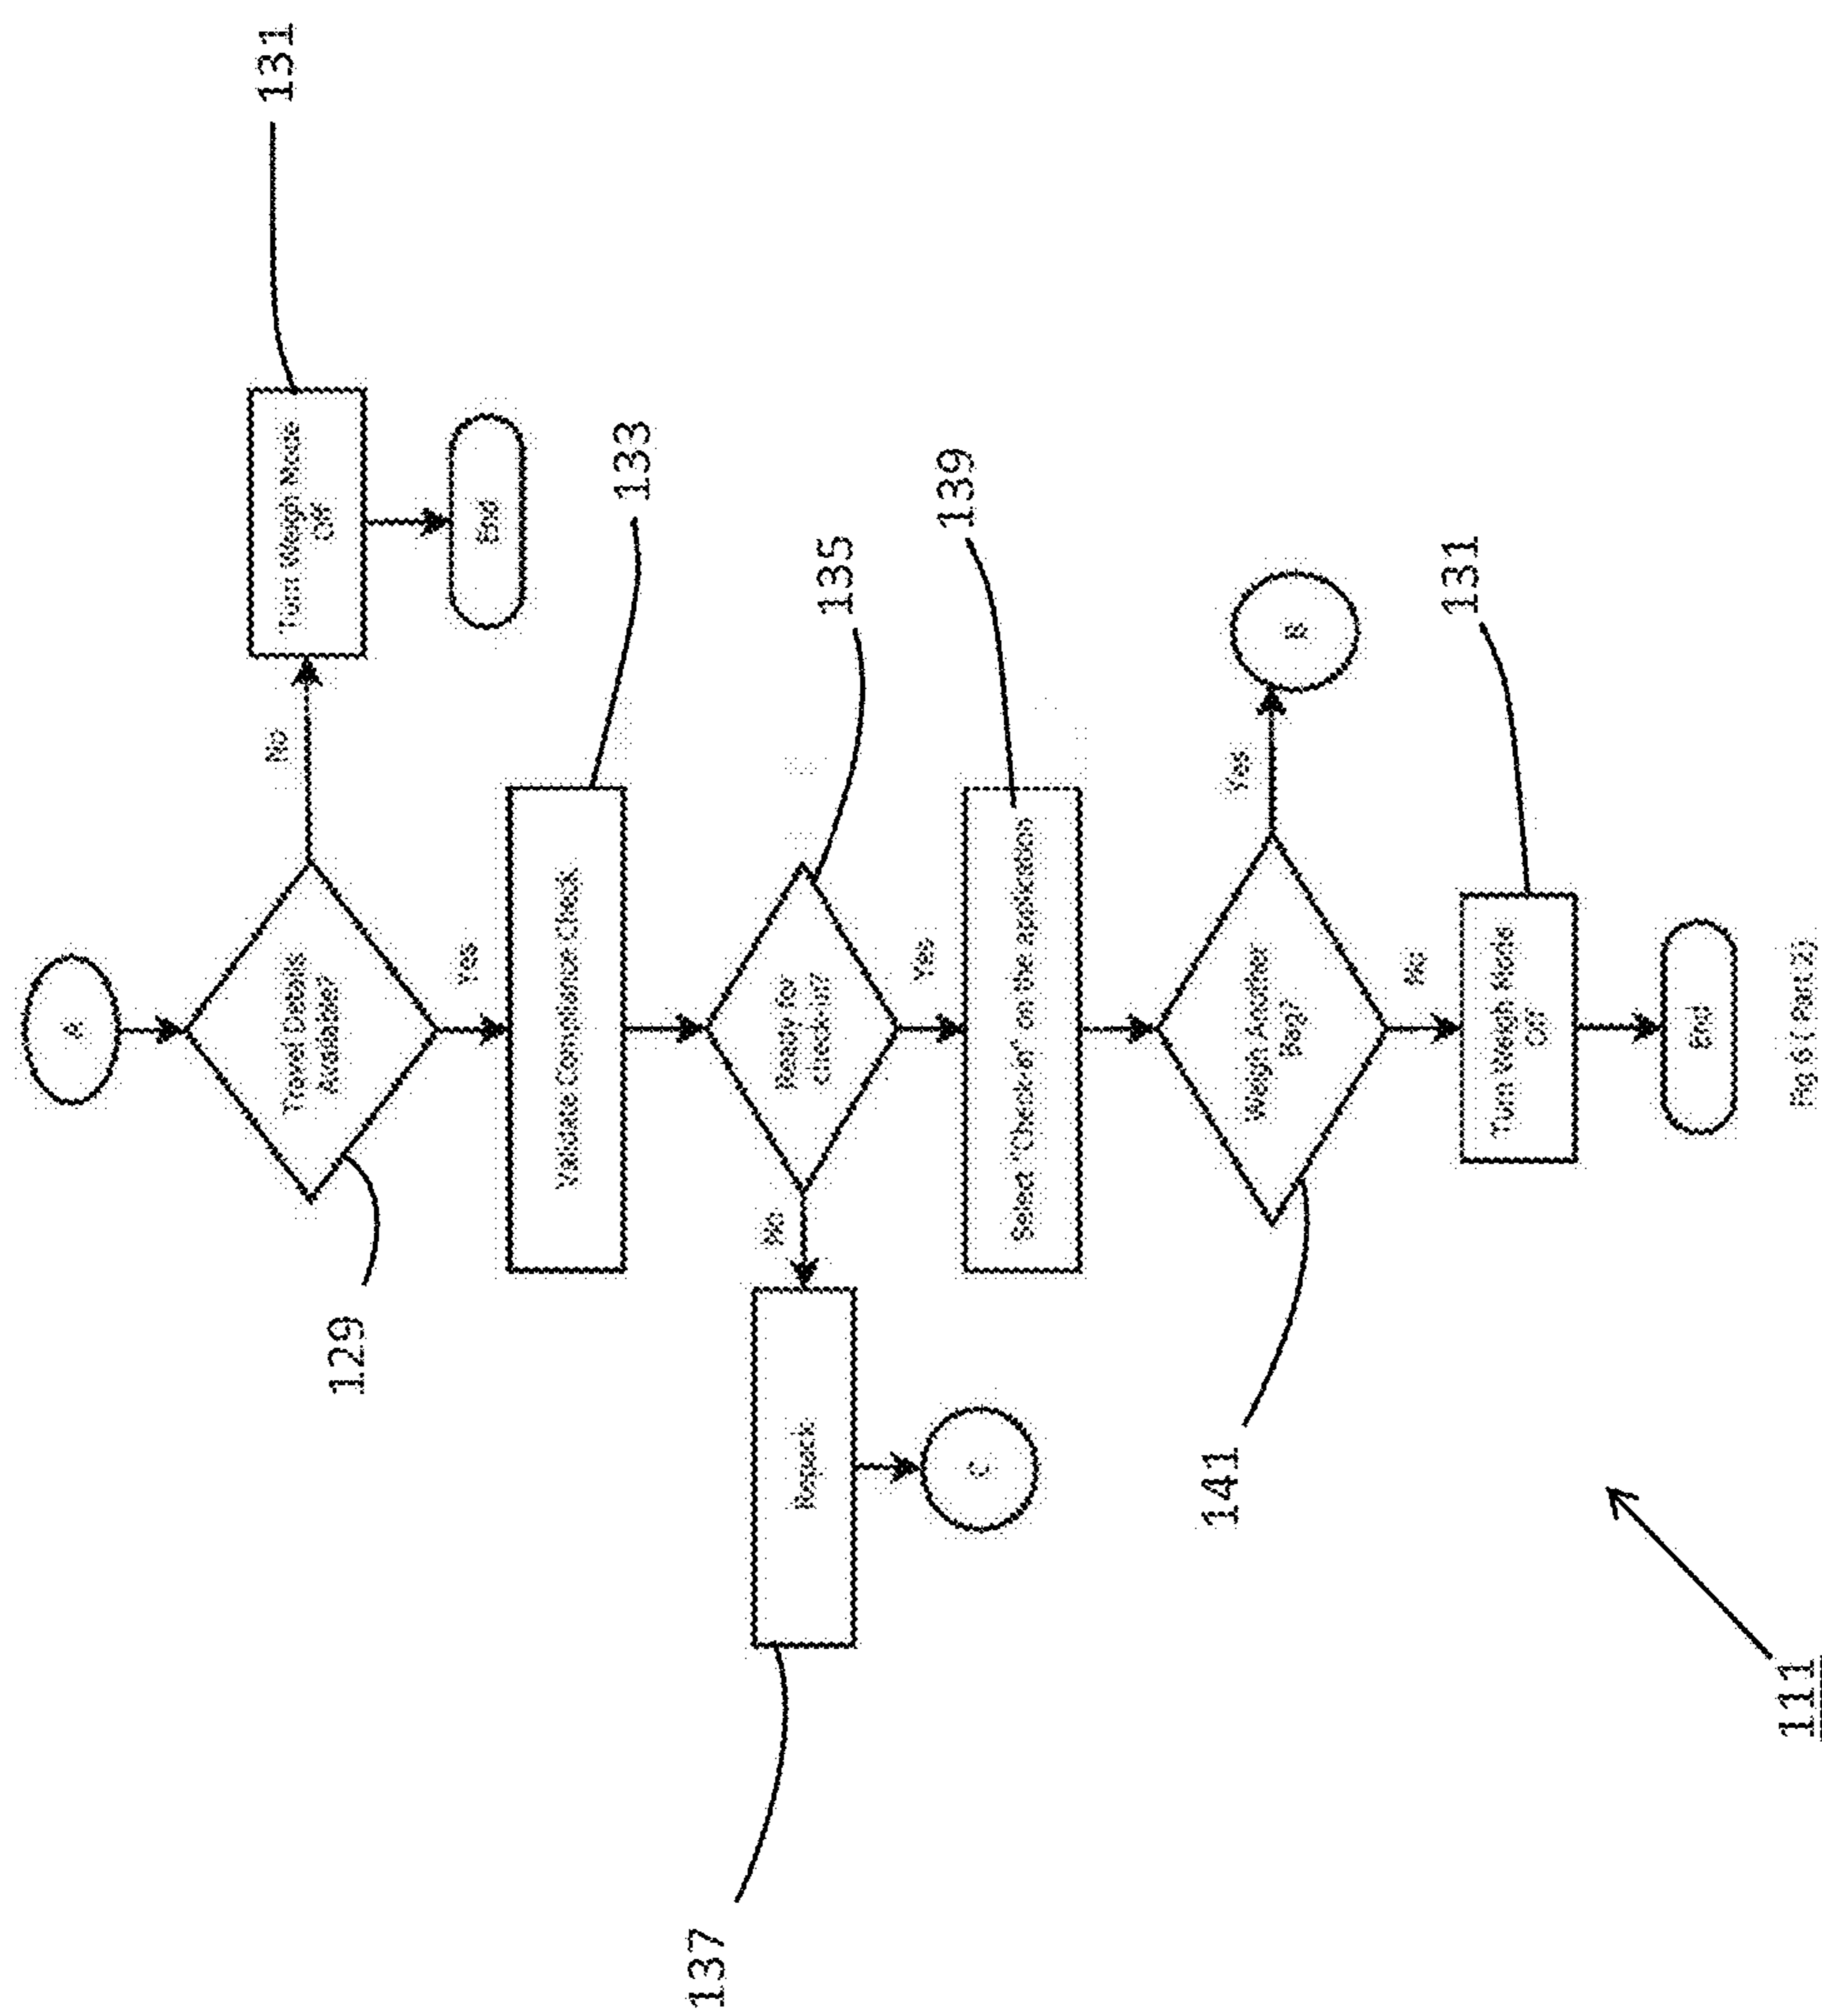 A
Travel Details
Available?
129
No
Turn Weigh Mode
Off
131
End
Yes
Validate Compliance Check
133
Ready for
check-in?
135
No
Repack
137
C
Yes
Select "Check-in" on the application
139
Weigh Another
Bag?
141
Yes
B
No
Turn Weigh Mode
Off
131
End
Fig 6 ( Part 2)
111